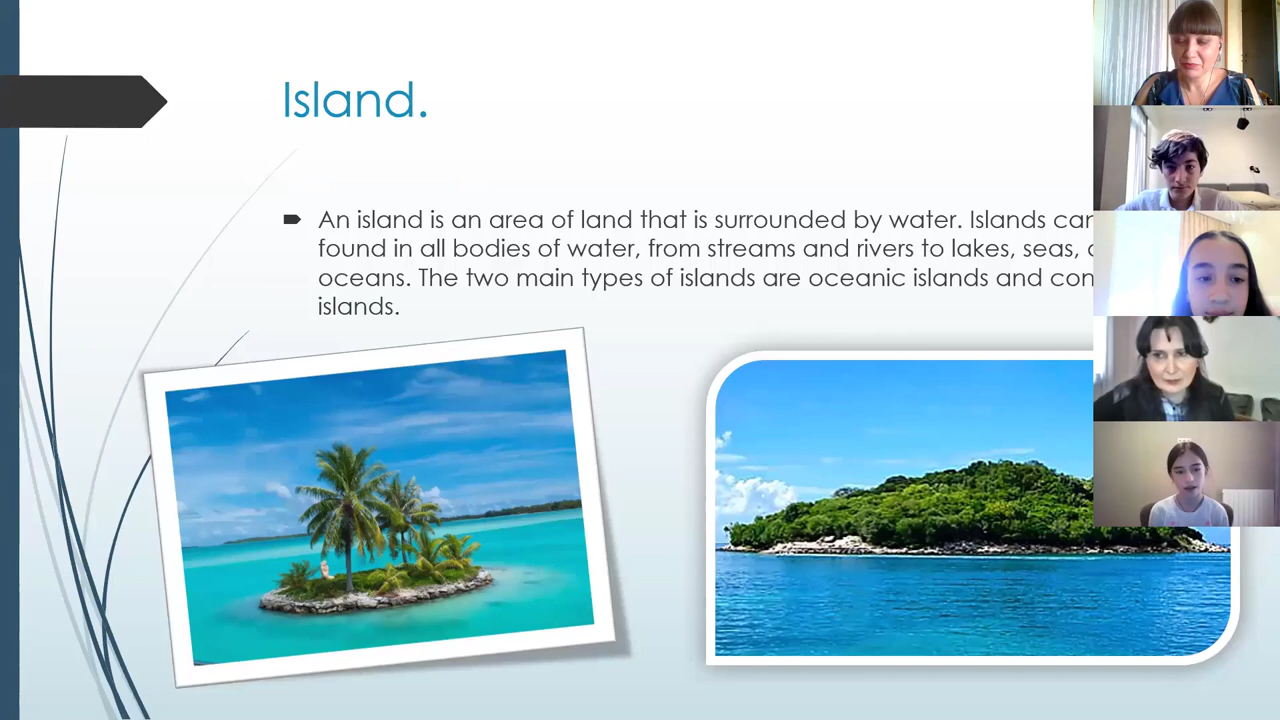 Island.
An island is an area of land that is surrounded by water. Islands can
found in all bodies of water, from streams and rivers to lakes, seas,
oceans. The two main types of islands are oceanic islands and
islands.